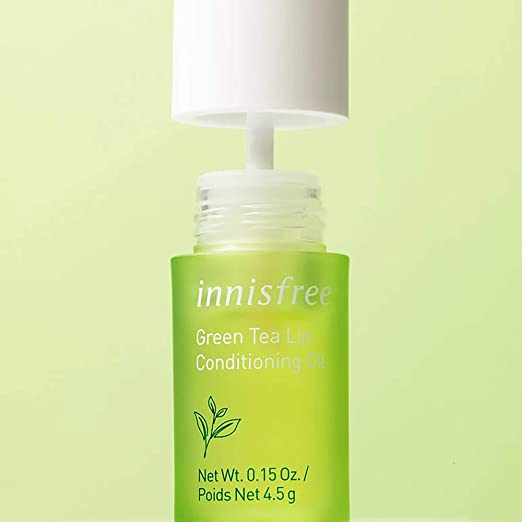 innisfree
Green Tea Lip
Conditioning Oil
Net Wt. 0.15 Oz. /
Poids Net 4.5 g